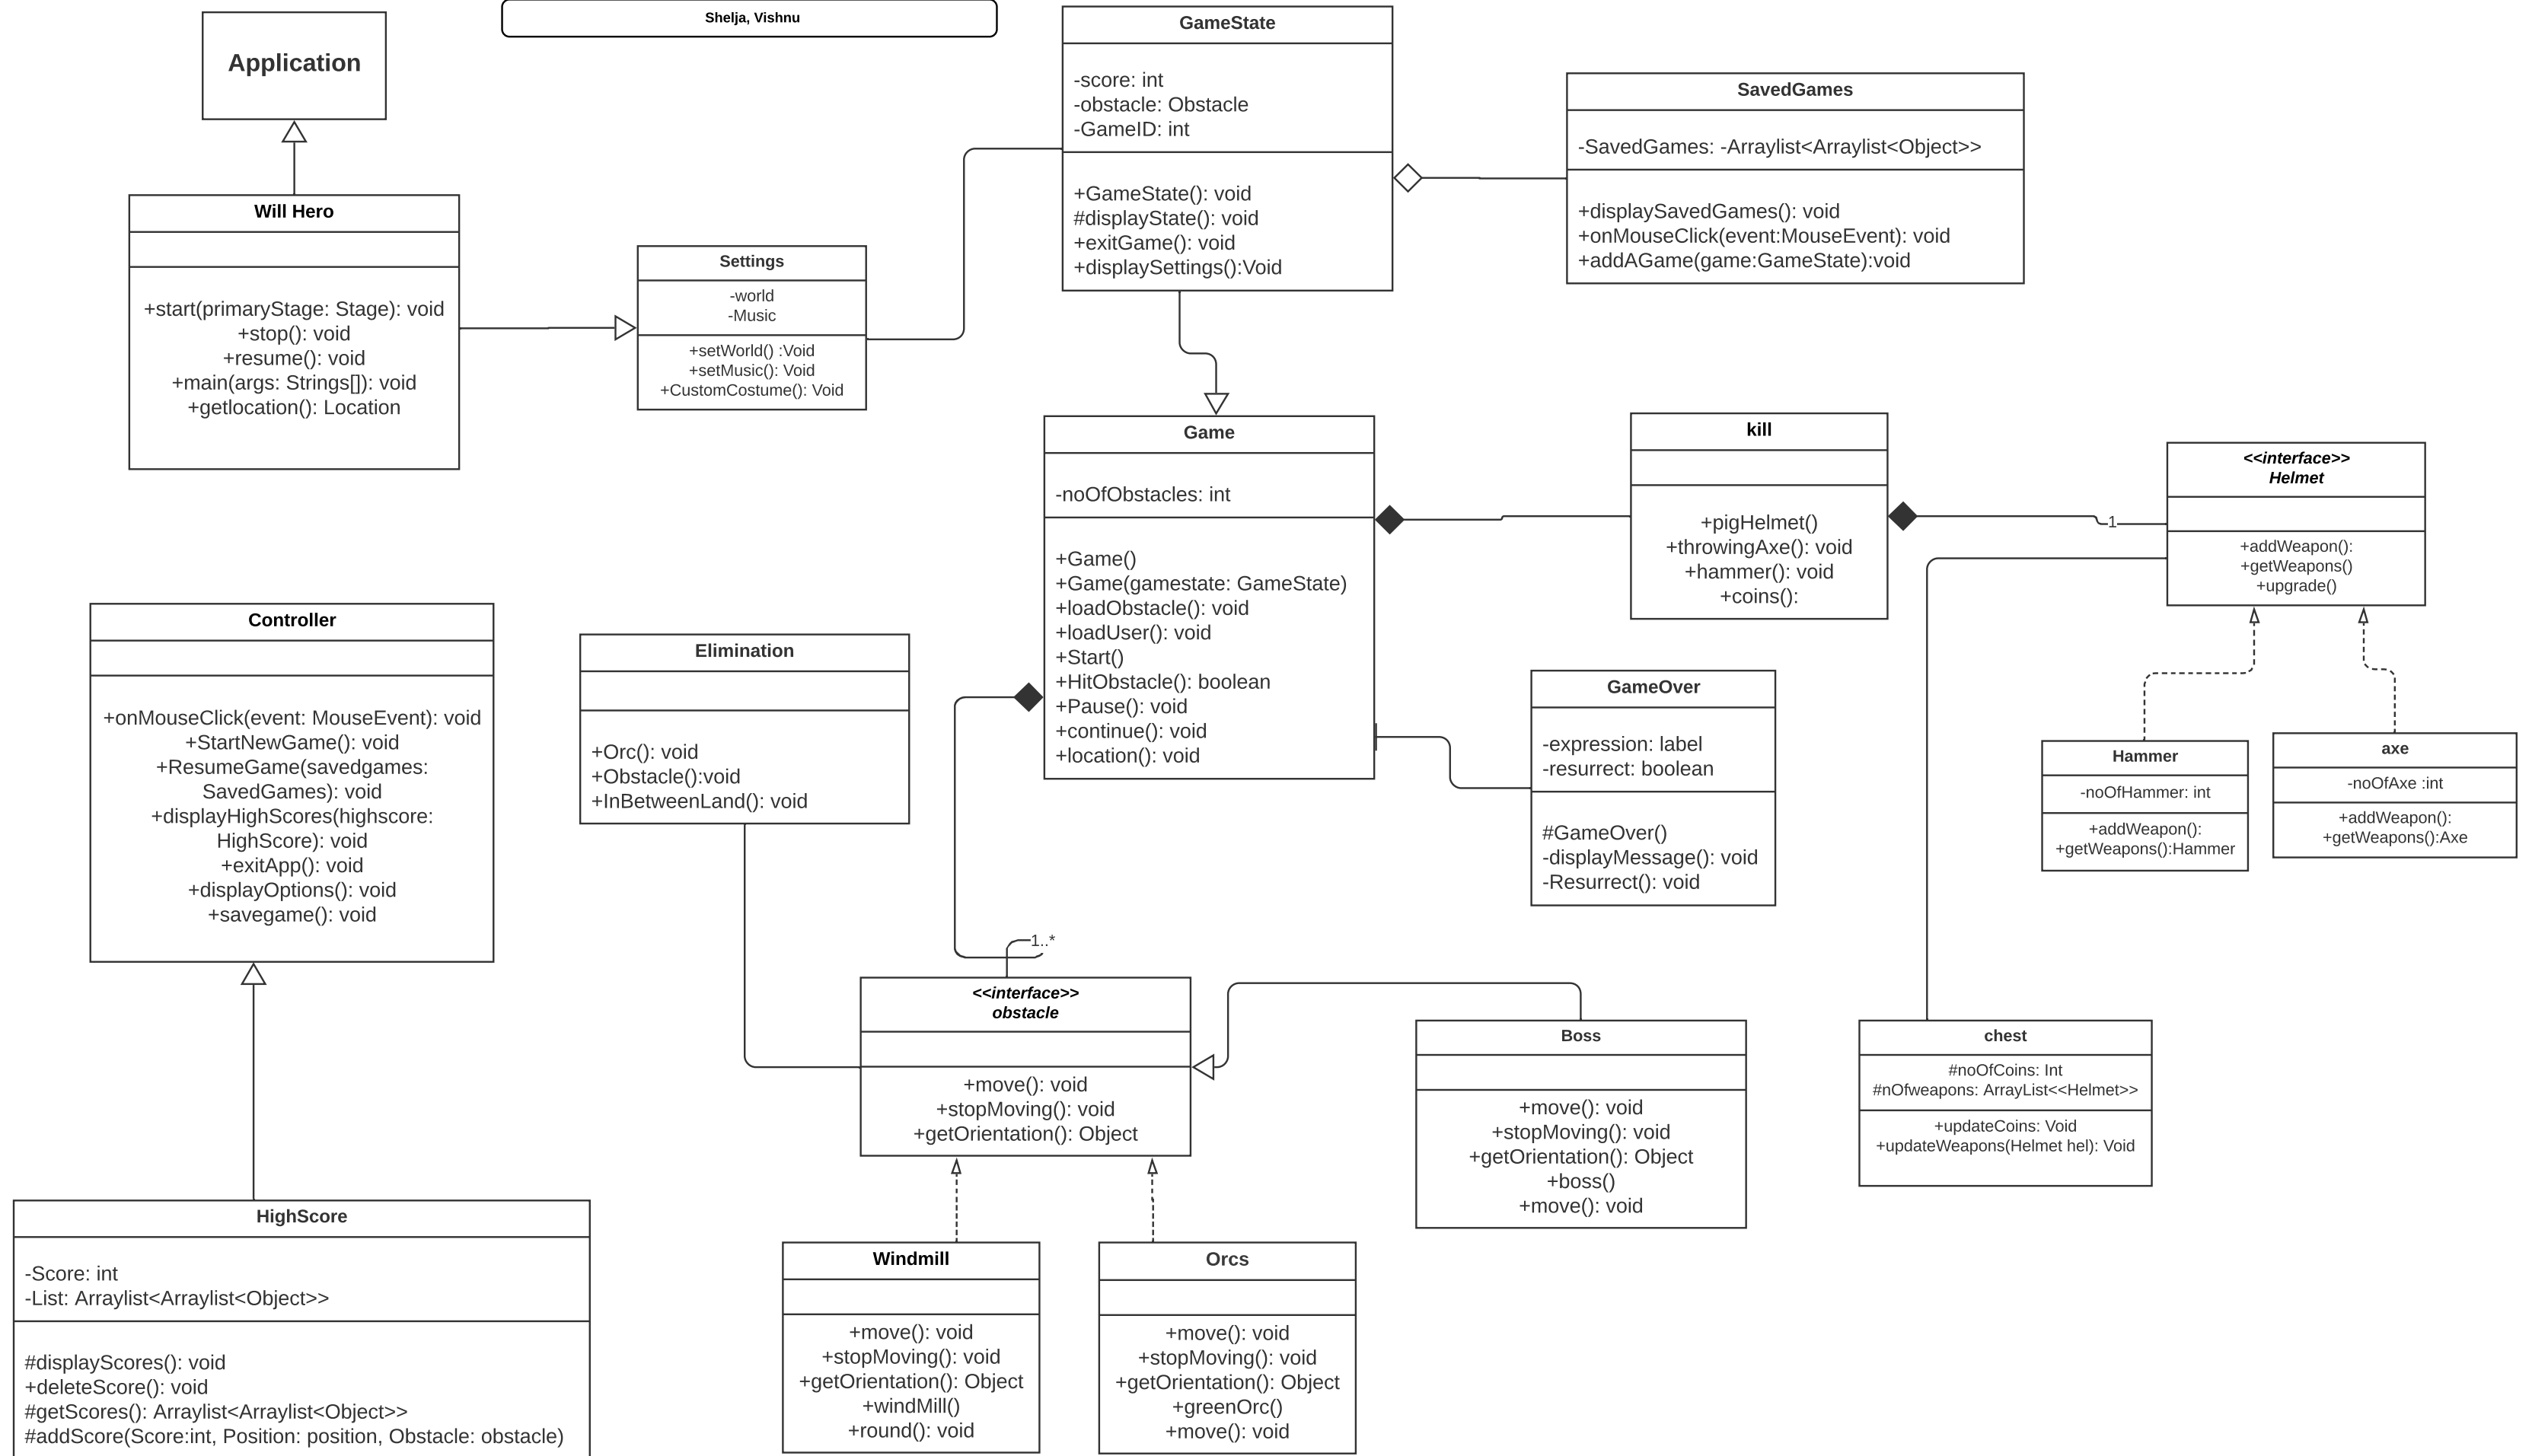 Shelja, Vishnu
Application
Will Hero
+start(primaryStage: Stage): void
+stop(): void
+resume(): void
+main(args: Strings[]): void
+getlocation(): Location
Settings
-world
-Music
+setWorld() :Void
+setMusic(): Void
+CustomCostume(): Void
GameState
-score: int
-obstacle: Obstacle
-GameID: int
+GameState(): void
#displayState(): void
+exitGame(): void
+displaySettings():Void
SavedGames
-SavedGames: -Arraylist<Arraylist<Object>>
+displaySavedGames(): void
+onMouseClick(event:MouseEvent): void
+addAGame(game:GameState):void
Game
-noOfObstacles: int
+Game()
+Game(gamestate: GameState)
+loadObstacle(): void
+loadUser(): void
+Start()
+HitObstacle(): boolean
+Pause(): void
+continue(): void
+location(): void
kill
+pigHelmet()
+throwingAxe(): void
+hammer(): void
+coins():
1
<<interface>>
Helmet
+addWeapon():
+getWeapons()
+upgrade()
Controller
+onMouseClick(event: MouseEvent): void
+StartNewGame(): void
+ResumeGame(savedgames:
SavedGames): void
+displayHighScores(highscore:
HighScore): void
+exitApp(): void
+displayOptions(): void
+savegame(): void
Elimination
+Orc(): void
+Obstacle():void
+InBetweenLand(): void
GameOver
-expression: label
-resurrect: boolean
#GameOver()
-displayMessage(): void
-Resurrect(): void
Hammer
-noOfHammer: int
+addWeapon():
+getWeapons():Hammer
axe
-noOfAxe :int
+addWeapon():
+getWeapons():Axe
1..*
<<interface>>
obstacle
+move(): void
+stopMoving(): void
+getOrientation(): Object
Boss
+move(): void
+stopMoving(): void
+getOrientation(): Object
+boss()
+move(): void
chest
#noOfCoins: Int
#nOfweapons: ArrayList<<Helmet>>
+updateCoins: Void
+updateWeapons(Helmet hel): Void
HighScore
-Score: int
-List: Arraylist<Arraylist<Object>>
#displayScores(): void
+deleteScore(): void
#getScores(): Arraylist<Arraylist<Object>>
#addScore(Score:int, Position: position, Obstacle: obstacle)
Windmill
+move(): void
+stopMoving(): void
+getOrientation(): Object
+windMill()
+round(): void
Orcs
+move(): void
+stopMoving(): void
+getOrientation(): Object
+greenOrc()
+move(): void